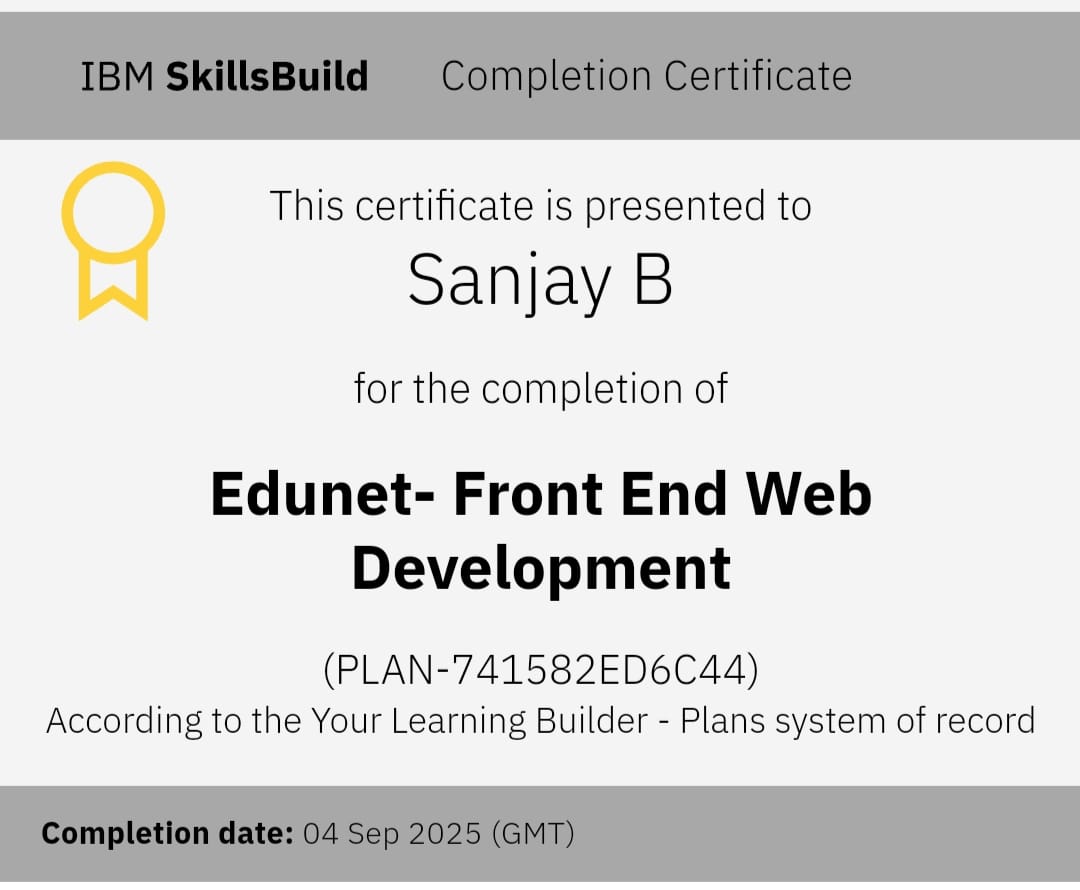 IBM SkillsBuild Completion Certificate
This certificate is presented to
Sanjay B
for the completion of
Edunet- Front End Web
Development
(PLAN-741582ED6C44)
According to the Your Learning Builder - Plans system of record
Completion date: 04 Sep 2025 (GMT)